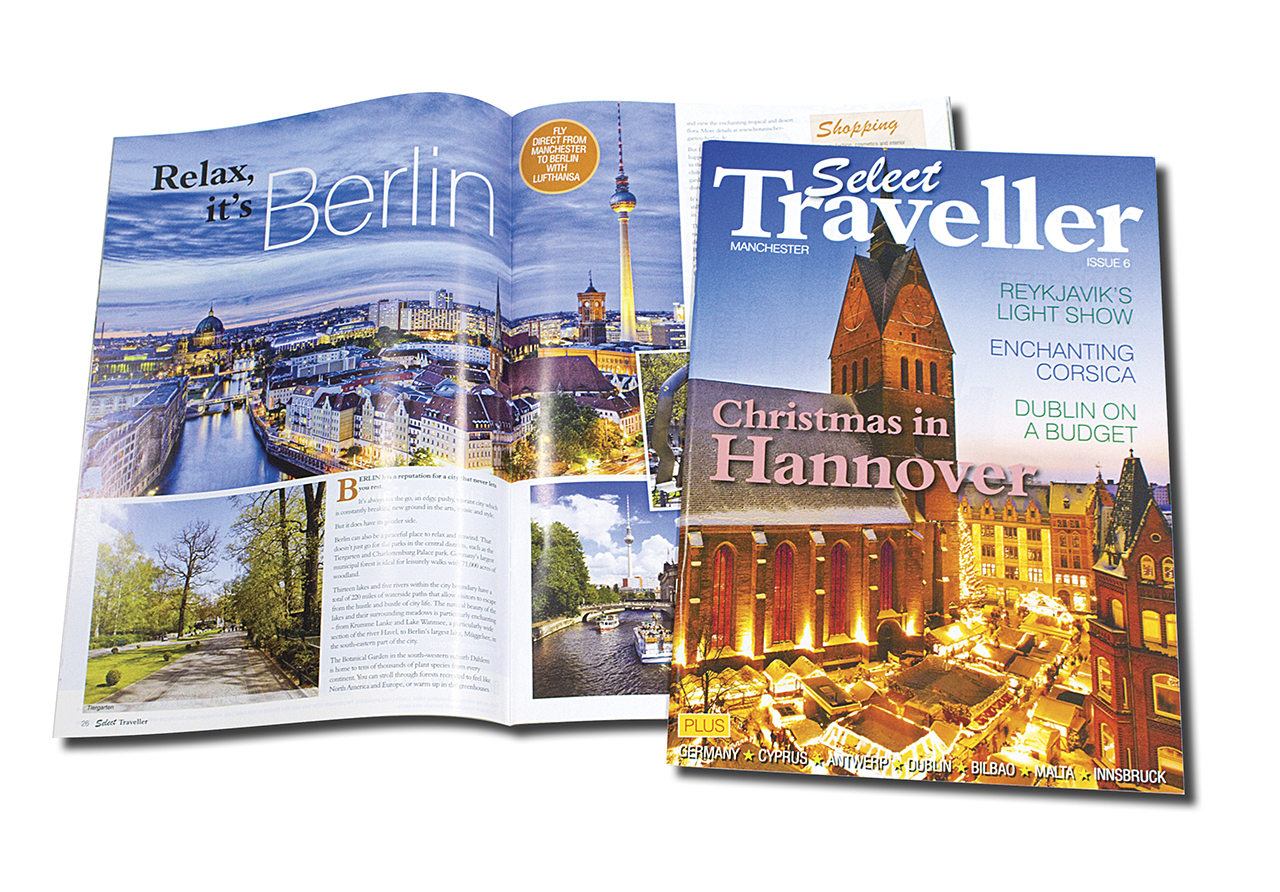 Relax,
it's Berlin
FLY
DIRECT FROM
MANCHESTER
TO BERLIN
WITH
LUFTHANSA
BERLIN has a reputation for a city that never lets
you rest.
It's always on the go, an edgy, pushy, vibrant city which
is constantly breaking new ground in the arts, music and style.
But it does have its gentler side.
Berlin can also be a peaceful place to relax and unwind. That
doesn't just go for the parks in the central districts, such as the
Tiergarten and Charlottenburg Palace park. Germany's largest
municipal forest is ideal for leisurely walks with 71,000 acres of
woodland.
Thirteen lakes and five rivers within the city boundary have a
total of 220 miles of waterside paths that allow visitors to escape
from the hustle and bustle of city life. The natural beauty of the
lakes and their surrounding meadows is particularly enchanting
– from Krumme Lanke and Lake Wannsee, a particularly wide
section of the river Havel, to Berlin's largest lake, Müggelsee, in
the south-eastern part of the city.
The Botanical Garden in the south-western suburb Dahlem
is home to tens of thousands of plant species from every
continent. You can stroll through forests recreated to feel like
North America and Europe, or warm up in the greenhouses
Tiergarten
26 Select Traveller
and view the enchanting tropical and desert
flora. More details at
Shopping
Select
Traveller
MANCHESTER
ISSUE 6
REYKJAVIK'S
LIGHT SHOW
ENCHANTING
CORSICA
DUBLIN ON
A BUDGET
Christmas in
Hannover
PLUS
GERMANY ★ CYPRUS ★ ANTWERP ★ DUBLIN ★ BILBAO ★ MALTA ★ INNSBRUCK